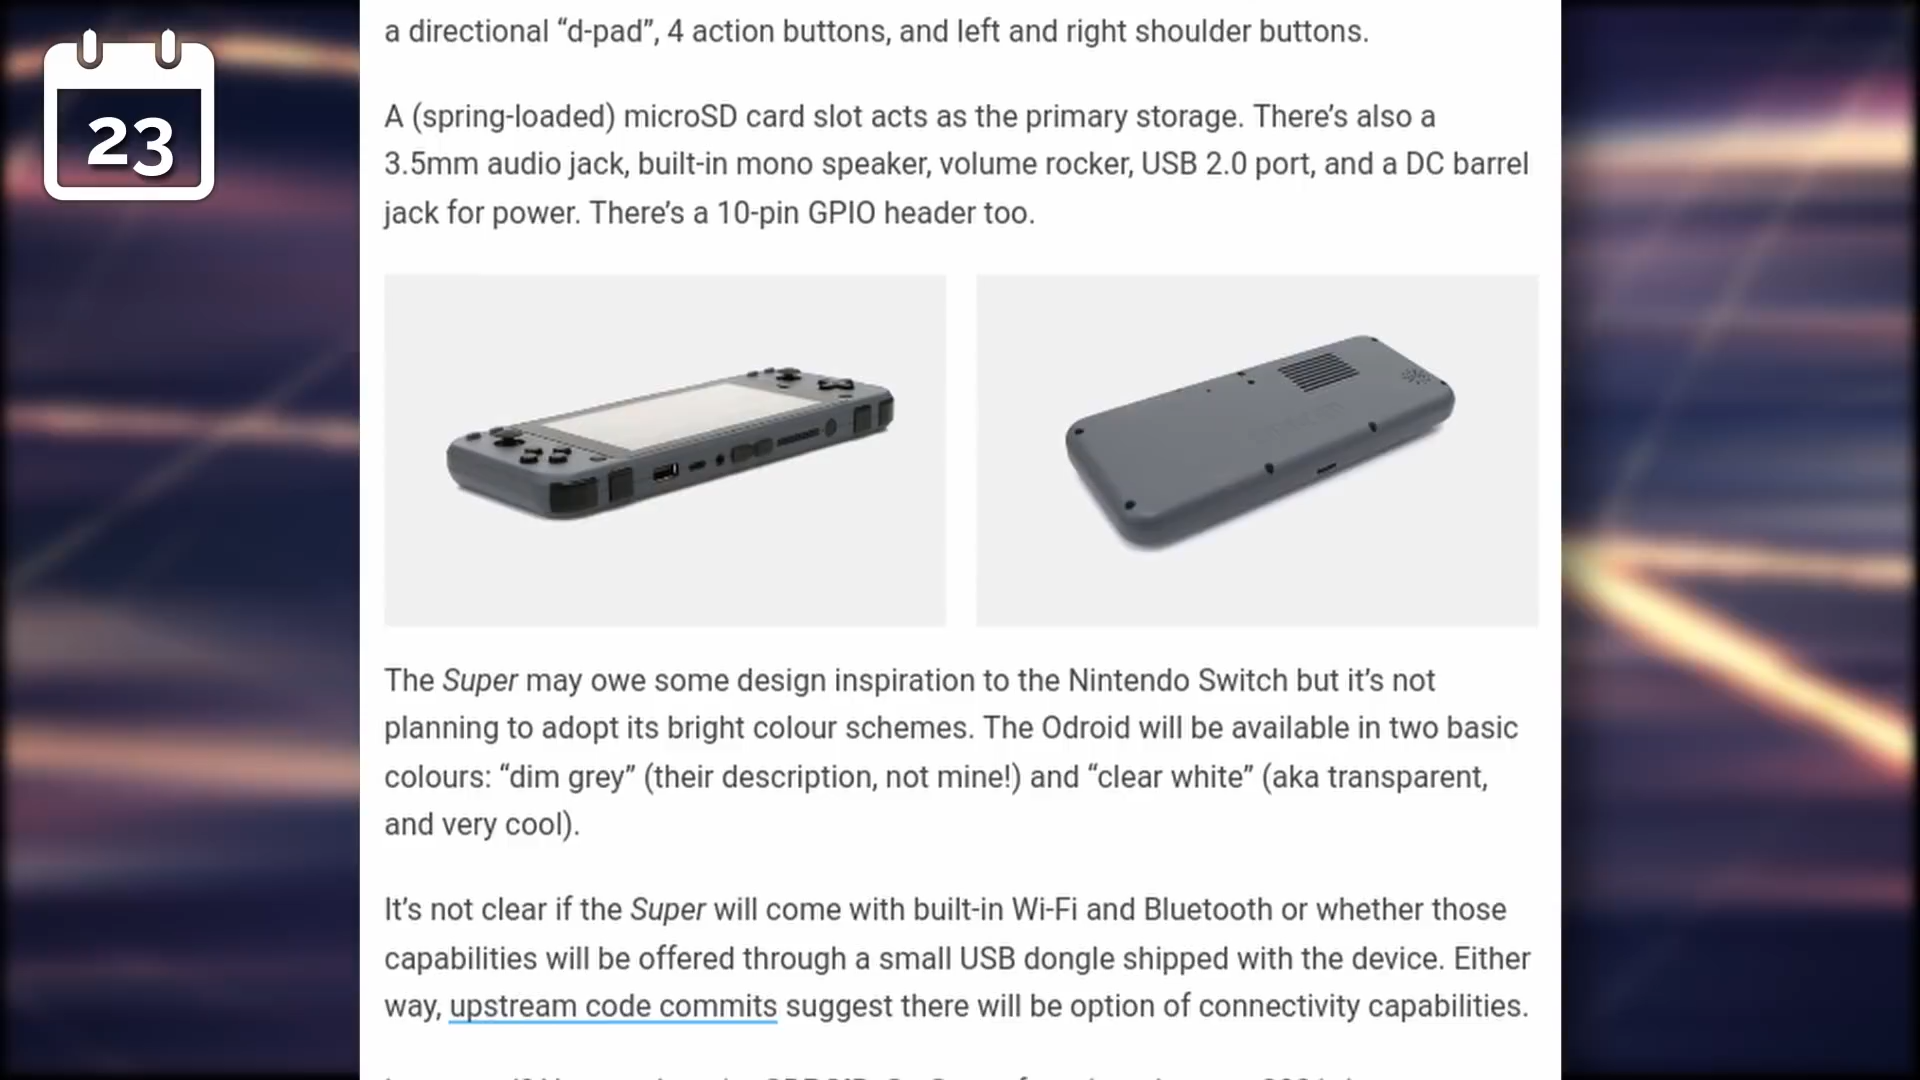 23
a directional “d-pad”, 4 action buttons, and left and right shoulder buttons.
A (spring-loaded) microSD card slot acts as the primary storage. There’s also a
3.5mm audio jack, built-in mono speaker, volume rocker, USB 2.0 port, and a DC barrel
jack for power. There’s a 10-pin GPIO header too.
The Super may owe some design inspiration to the Nintendo Switch but it’s not
planning to adopt its bright colour schemes. The Odroid will be available in two basic
colours: “dim grey” (their description, not mine!) and “clear white” (aka transparent,
and very cool).
It’s not clear if the Super will come with built-in Wi-Fi and Bluetooth or whether those
capabilities will be offered through a small USB dongle shipped with the device. Either
way, upstream code commits suggest there will be option of connectivity capabilities.